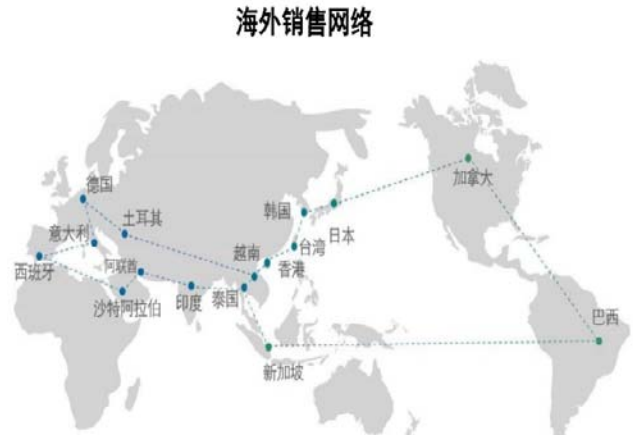 海外销售网络
德国
加拿大
韩国
土耳其
意大利
日本
越南
台湾
西班牙
阿联酋
香港
沙特阿拉伯
印度
泰国
巴西
新加坡